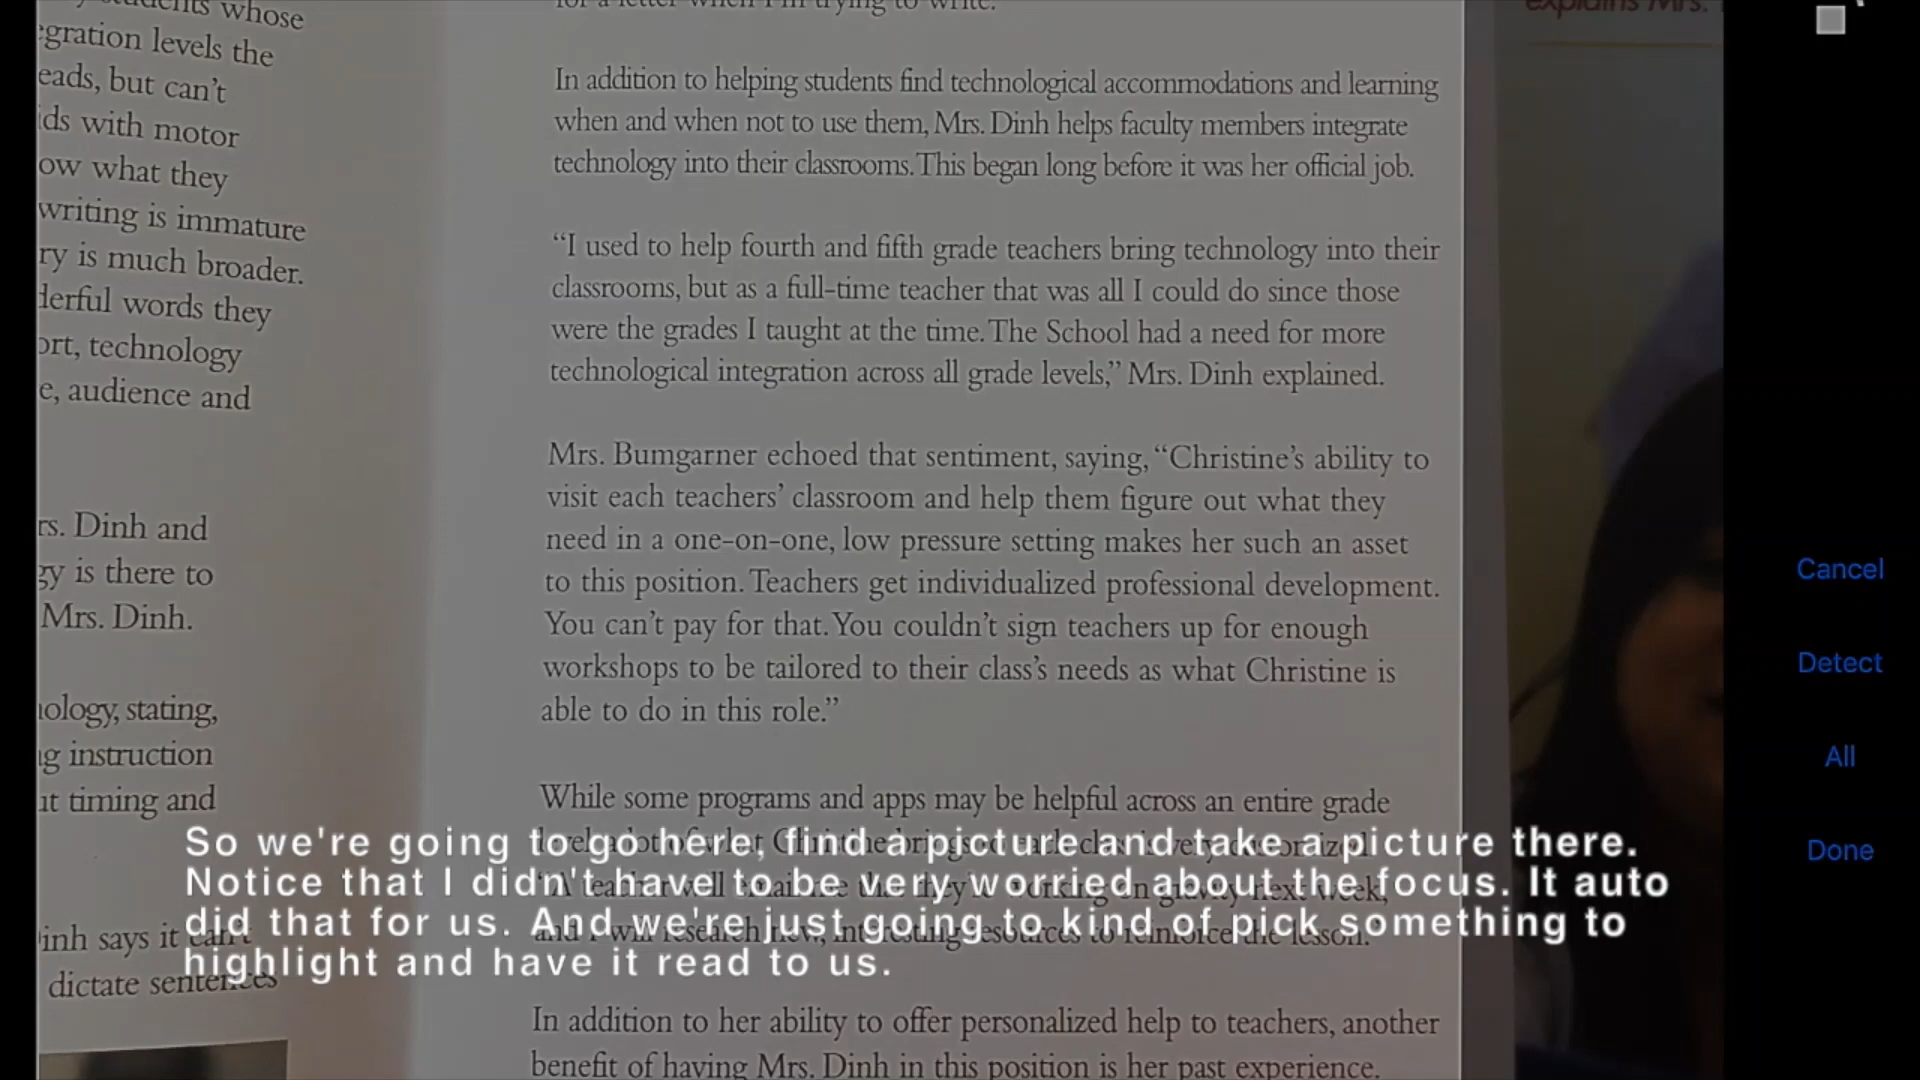 students whose
gration levels the
eads, but can't
ds with motor
ow what they
writing is immature
ry is much broader.
derful words they
ort, technology
e, audience and
rs. Dinh and
gy is there to
Mrs. Dinh.
ology, stating,
g instruction
ut timing and
inh says it can't
dictate sentences
for a letter when I'm trying to write.
In addition to helping students find technological accommodations and learning
when and when not to use them, Mrs. Dinh helps faculty members integrate
technology into their classrooms. This began long before it was her official job.
“I used to help fourth and fifth grade teachers bring technology into their
classrooms, but as a full-time teacher that was all I could do since those
were the grades I taught at the time. The School had a need for more
technological integration across all grade levels,” Mrs. Dinh explained.
Mrs. Bumgarner echoed that sentiment, saying, “Christine’s ability to
visit each teachers’ classroom and help them figure out what they
need in a one-on-one, low pressure setting makes her such an asset
to this position. Teachers get individualized professional development.
You can’t pay for that. You couldn’t sign teachers up for enough
workshops to be tailored to their class’s needs as what Christine is
able to do in this role.”
While some programs and apps may be helpful across an entire grade
In addition to her ability to offer personalized help to teachers, another
benefit of having Mrs. Dinh in this position is her past experience.
explains Mrs.
Cancel
Detect
All
Done
So we're going to go here, find a picture and take a picture there.
Notice that I didn't have to be very worried about the focus. It auto
did that for us. And we're just going to kind of pick something to
highlight and have it read to us.